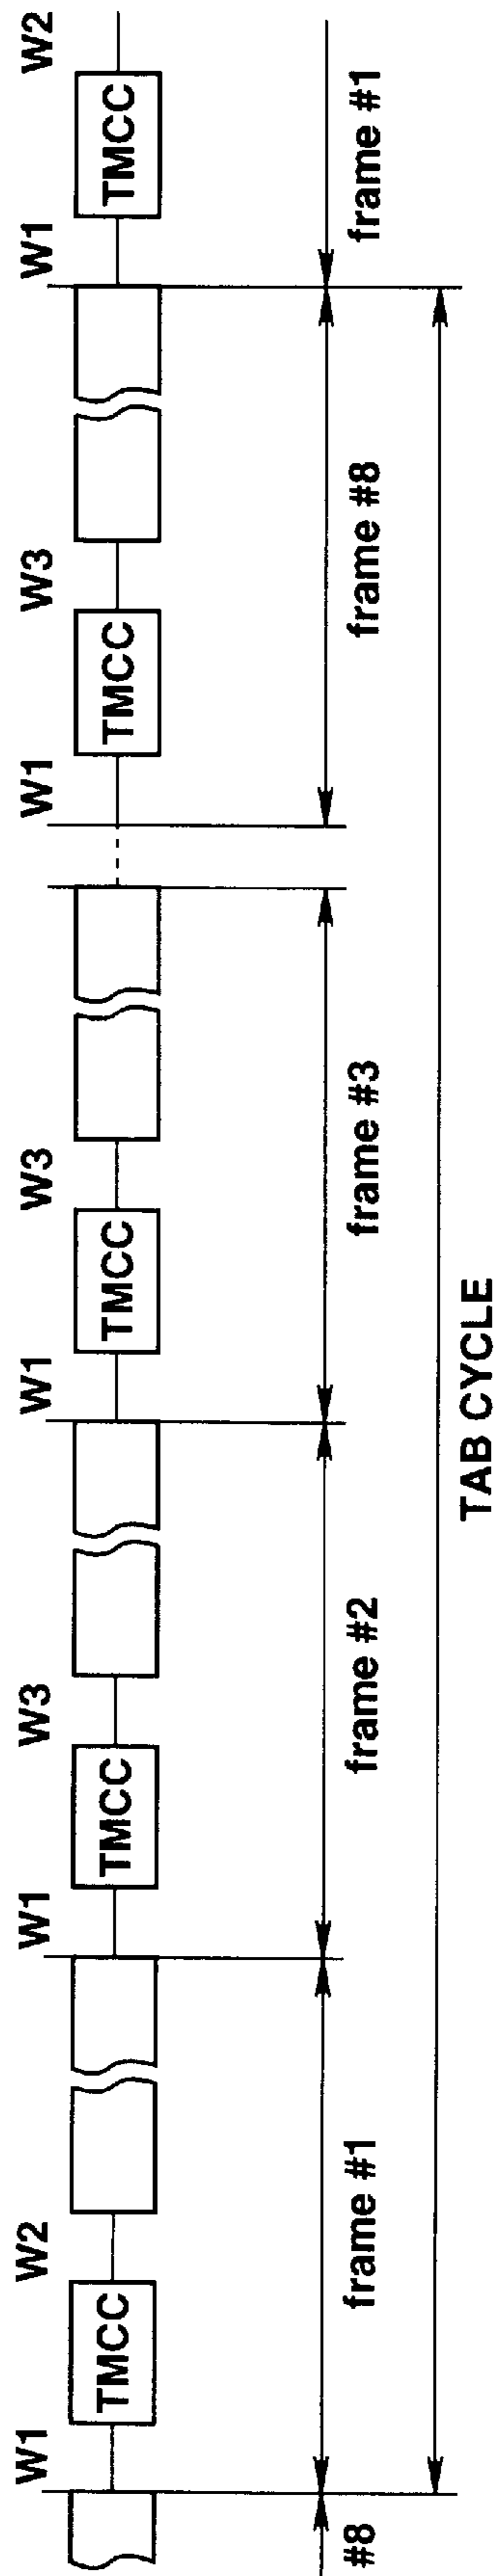 W1 W2 W1 W3 W1 W3 W1 W3 W1 W2
TMCC TMCC TMCC TMCC TMCC
#8 frame #1 frame #2 frame #3 frame #8 frame #1
TAB CYCLE